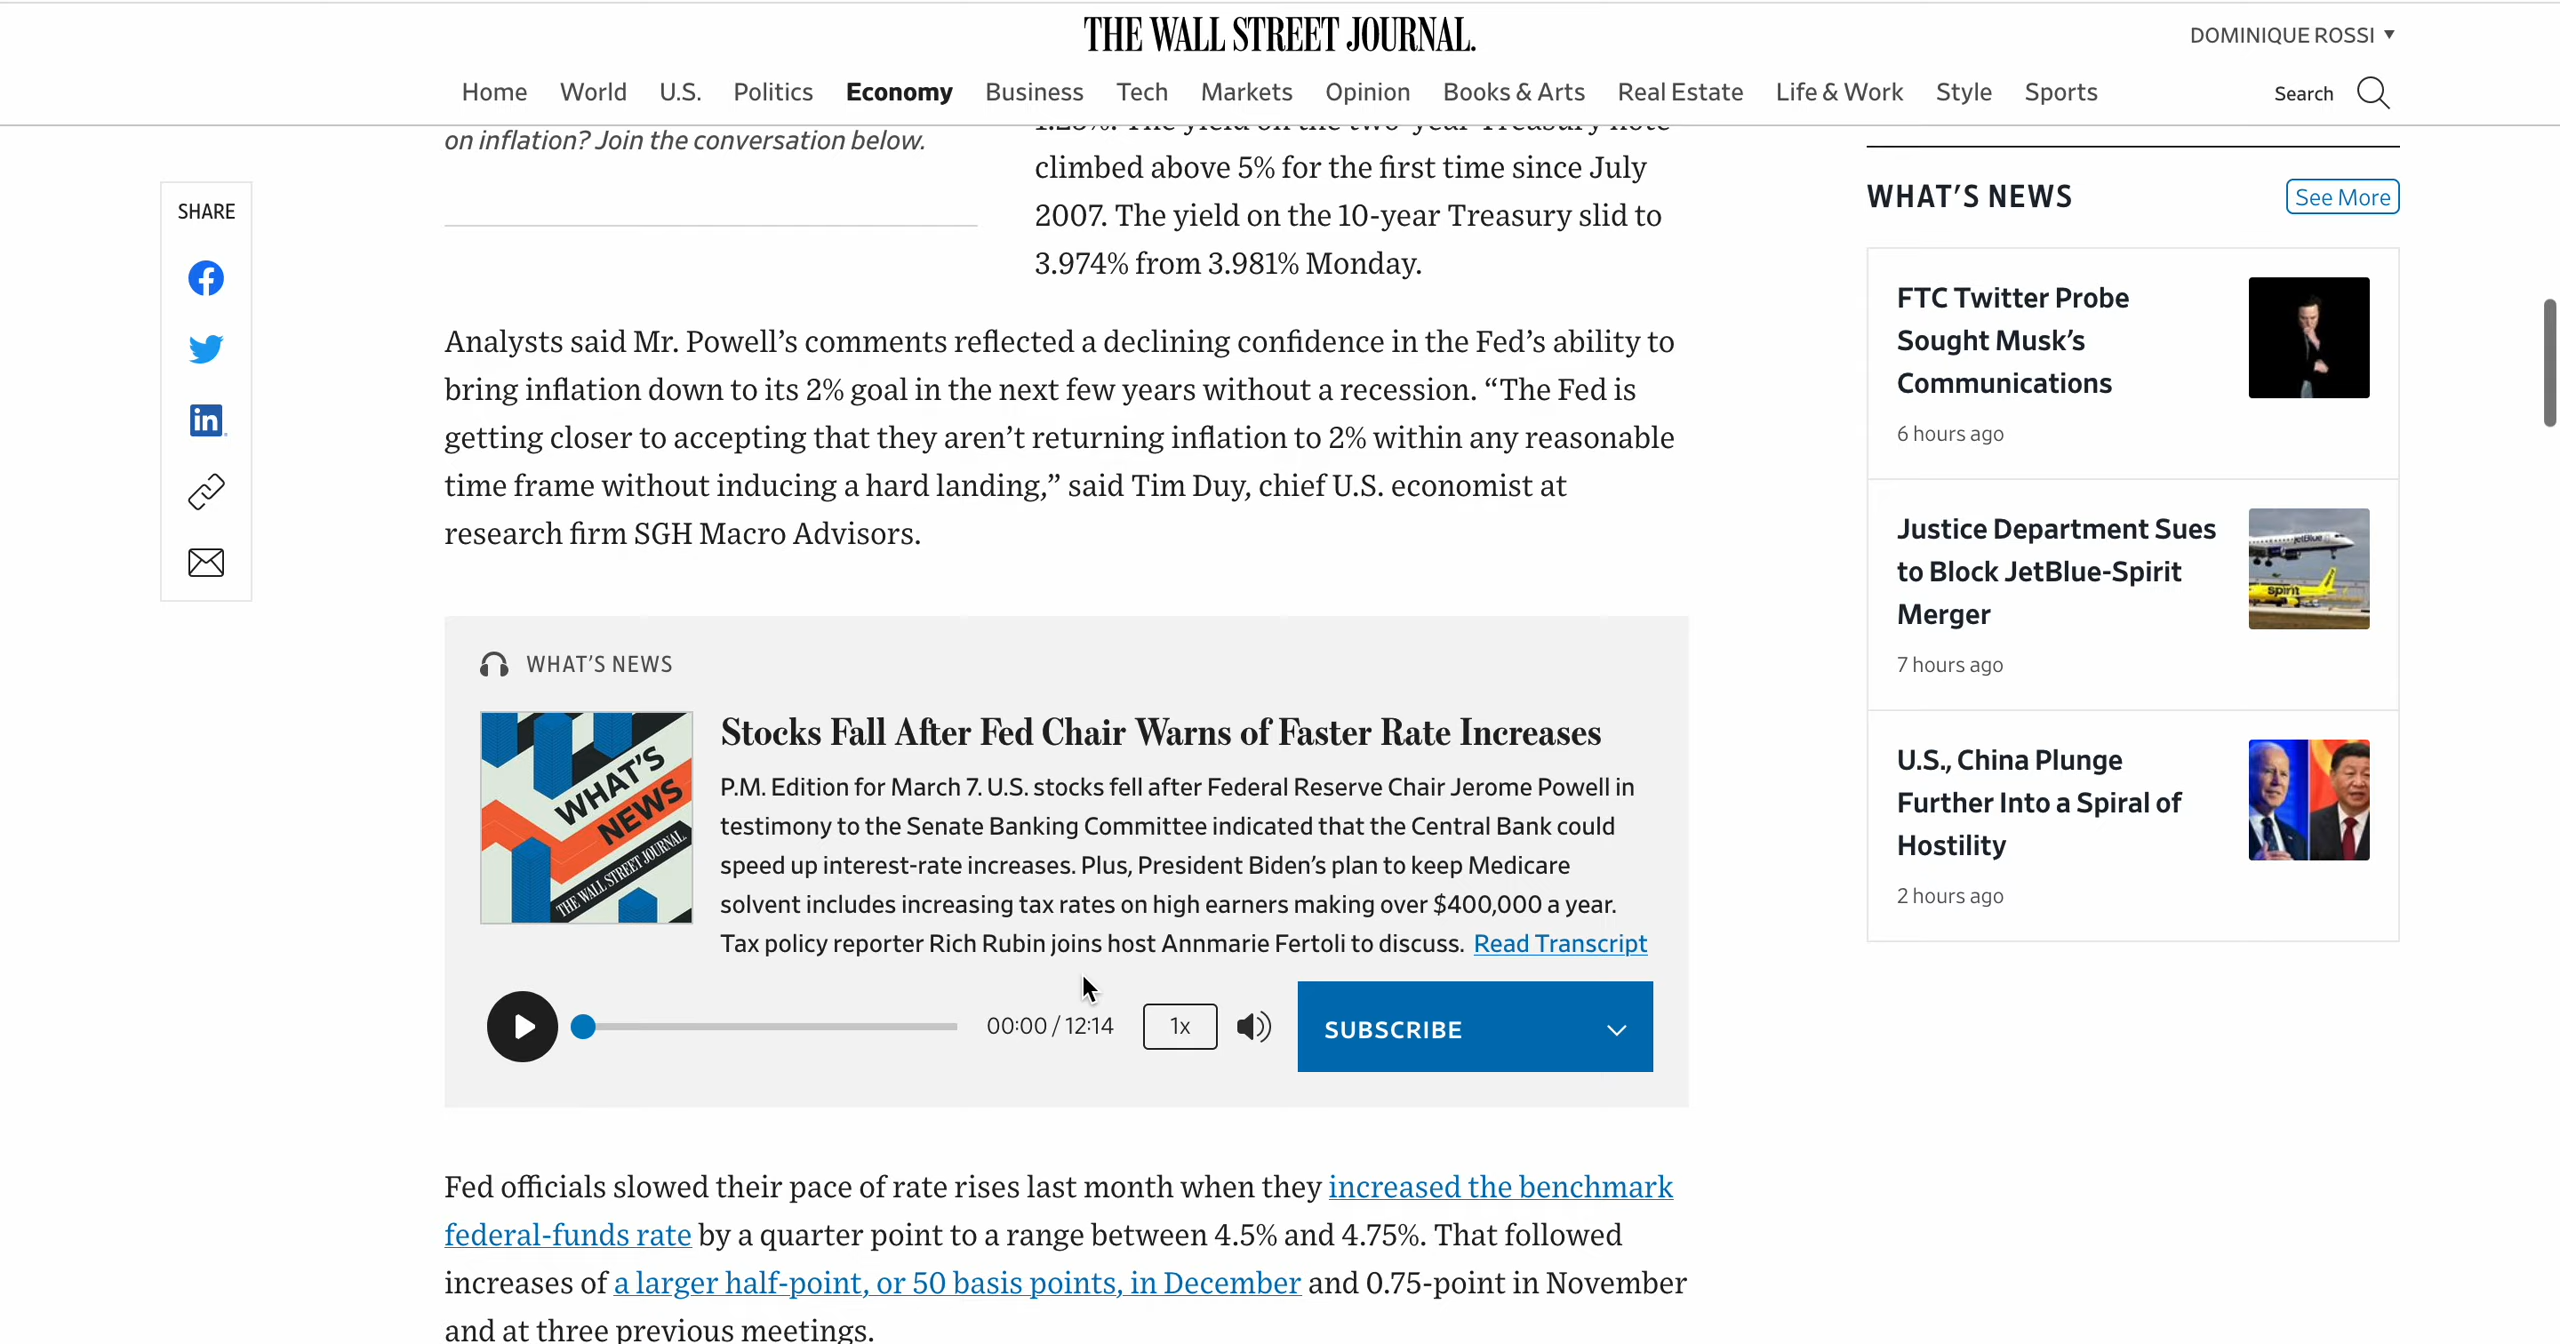 THE WALL STREET JOURNAL.
DOMINIQUE ROSSI
Home World U.S. Politics Economy Business Tech Markets Opinion Books & Arts Real Estate Life & Work Style Sports
Search
SHARE
on inflation? Join the conversation below.
1.25%. The yield on the two-year Treasury note
climbed above 5% for the first time since July
2007. The yield on the 10-year Treasury slid to
3.974% from 3.981% Monday.
Analysts said Mr. Powell’s comments reflected a declining confidence in the Fed’s ability to
bring inflation down to its 2% goal in the next few years without a recession. “The Fed is
getting closer to accepting that they aren’t returning inflation to 2% within any reasonable
time frame without inducing a hard landing,” said Tim Duy, chief U.S. economist at
research firm SGH Macro Advisors.
WHAT’S NEWS
WHAT’S
NEWS
THE WALL STREET JOURNAL.
Stocks Fall After Fed Chair Warns of Faster Rate Increases
P.M. Edition for March 7. U.S. stocks fell after Federal Reserve Chair Jerome Powell in
testimony to the Senate Banking Committee indicated that the Central Bank could
speed up interest-rate increases. Plus, President Biden’s plan to keep Medicare
solvent includes increasing tax rates on high earners making over $400,000 a year.
Tax policy reporter Rich Rubin joins host Annmarie Fertoli to discuss. Read Transcript
00:00 / 12:14
1x
SUBSCRIBE
Fed officials slowed their pace of rate rises last month when they increased the benchmark
federal-funds rate by a quarter point to a range between 4.5% and 4.75%. That followed
increases of a larger half-point, or 50 basis points, in December and 0.75-point in November
and at three previous meetings.
WHAT’S NEWS
See More
FTC Twitter Probe
Sought Musk’s
Communications
6 hours ago
Justice Department Sues
to Block JetBlue-Spirit
Merger
7 hours ago
jetBlue
spirit
U.S., China Plunge
Further Into a Spiral of
Hostility
2 hours ago